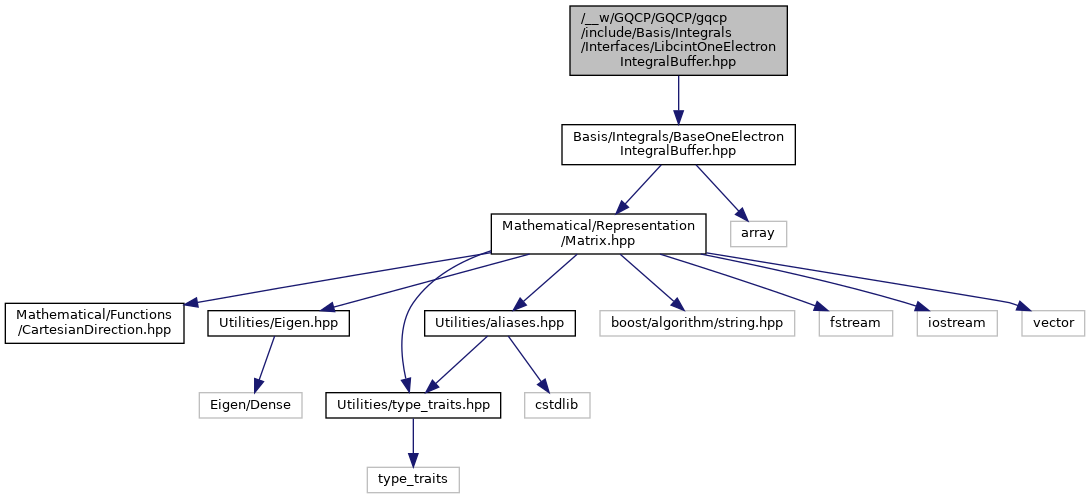 /__w/GQCP/GQCP/gqcp
/include/Basis/Integrals
/Interfaces/LibcintOneElectron
IntegralBuffer.hpp
Basis/Integrals/BaseOneElectron
IntegralBuffer.hpp
Mathematical/Representation
/Matrix.hpp
array
Mathematical/Functions
/CartesianDirection.hpp
Utilities/Eigen.hpp
Utilities/aliases.hpp
boost/algorithm/string.hpp
fstream
iostream
vector
Eigen/Dense
Utilities/type_traits.hpp
cstdlib
type_traits